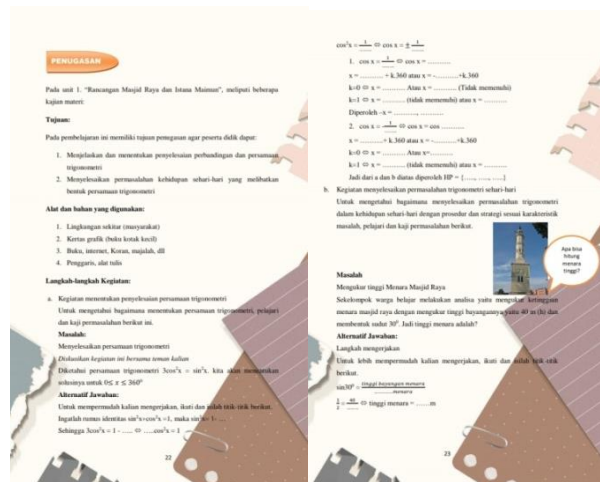 PENUGASAN
Pada unit 1. "Rancangan Masjid Raya dan Istana Maimun", meliputi beberapa
kajian materi:
Tujuan:
Pada pembelajaran ini memiliki tujuan penugasan agar peserta didik dapat:
1. Menjelaskan dan menentukan penyelesaian perbandingan dan persamaan
trigonometri
2. Menyelesaikan permasalahan kehidupan sehari-hari yang melibatkan
bentuk persamaan trigonometri
Alat dan bahan yang digunakan:
1. Lingkungan sekitar (masyarakat)
2. Kertas grafik (buku kotak kecil)
3. Buku, internet, Koran, majalah, dll
4. Penggaris, alat tulis
Langkah-langkah Kegiatan:
a. Kegiatan menentukan penyelesaian persamaan trigonometri
Untuk mengetahui bagaimana menentukan persamaan trigonometri, pelajari
dan kaji permasalahan berikut ini.
Masalah:
Menyelesaikan persamaan trigonometri
Diskusikan kegiatan ini bersama teman kalian
Diketahui persamaan trigonometri 3cos²x = sin²x. kita akan menentukan
solusinya untuk 0≤ x ≤ 360°
Alternatif Jawaban:
Untuk mempermudah kalian mengerjakan, ikuti dan isilah titik titik berikut.
Ingatlah rumus identitas sin²x+cos²x =1, maka sin²x= 1- ...
Sehingga 3cos²x = 1 - ..... ⇔ ....cos²x = 1
22
cos²x = 1/...... ⇔ cos x = ± 1/......
1. cos x = 1/...... ⇔ cos x = ...........
x = ........... + k.360 atau x = -...........+k.360
k=0 ⇔ x = ........... Atau x = ........... (Tidak memenuhi)
k=1 ⇔ x = ........... (tidak memenuhi) atau x = ...........
Diperoleh -x = ..........., ...........
2. cos x = - 1/...... ⇔ cos x = cos ...........
x = ...........+ k.360 atau x = -...........+k.360
k=0 ⇔ x = ........... Atau x=...........
k=1 ⇔ x = ........... (tidak memenuhi) atau x = ...........
Jadi dari a dan b diatas diperoleh HP = {....., ....., .....}
b. Kegiatan menyelesaikan permasalahan trigonometri sehari-hari
Untuk mengetahui bagaimana menyelesaikan permasalahan trigonometri
dalam kehidupan sehari-hari dengan prosedur dan strategi sesuai karakteristik
masalah, pelajari dan kaji permasalahan berikut.
Apa bisa
hitung
menara
tinggi?
Masalah
Mengukur tinggi Menara Masjid Raya
Sekelompok warga belajar melakukan analisa yaitu mengukur ketinggian
menara masjid raya dengan mengukur tinggi bayangannya yaitu 40 m (h) dan
membentuk sudut 30⁰. Jadi tinggi menara adalah?
Alternatif Jawaban:
Langkah mengerjakan
Untuk lebih mempermudah kalian mengerjakan, ikuti dan isilah titik-titik
berikut.
sin30⁰ = tinggi bayangan menara/..........menara
1/2 = 40/...... ⇔ tinggi menara = .......m
23